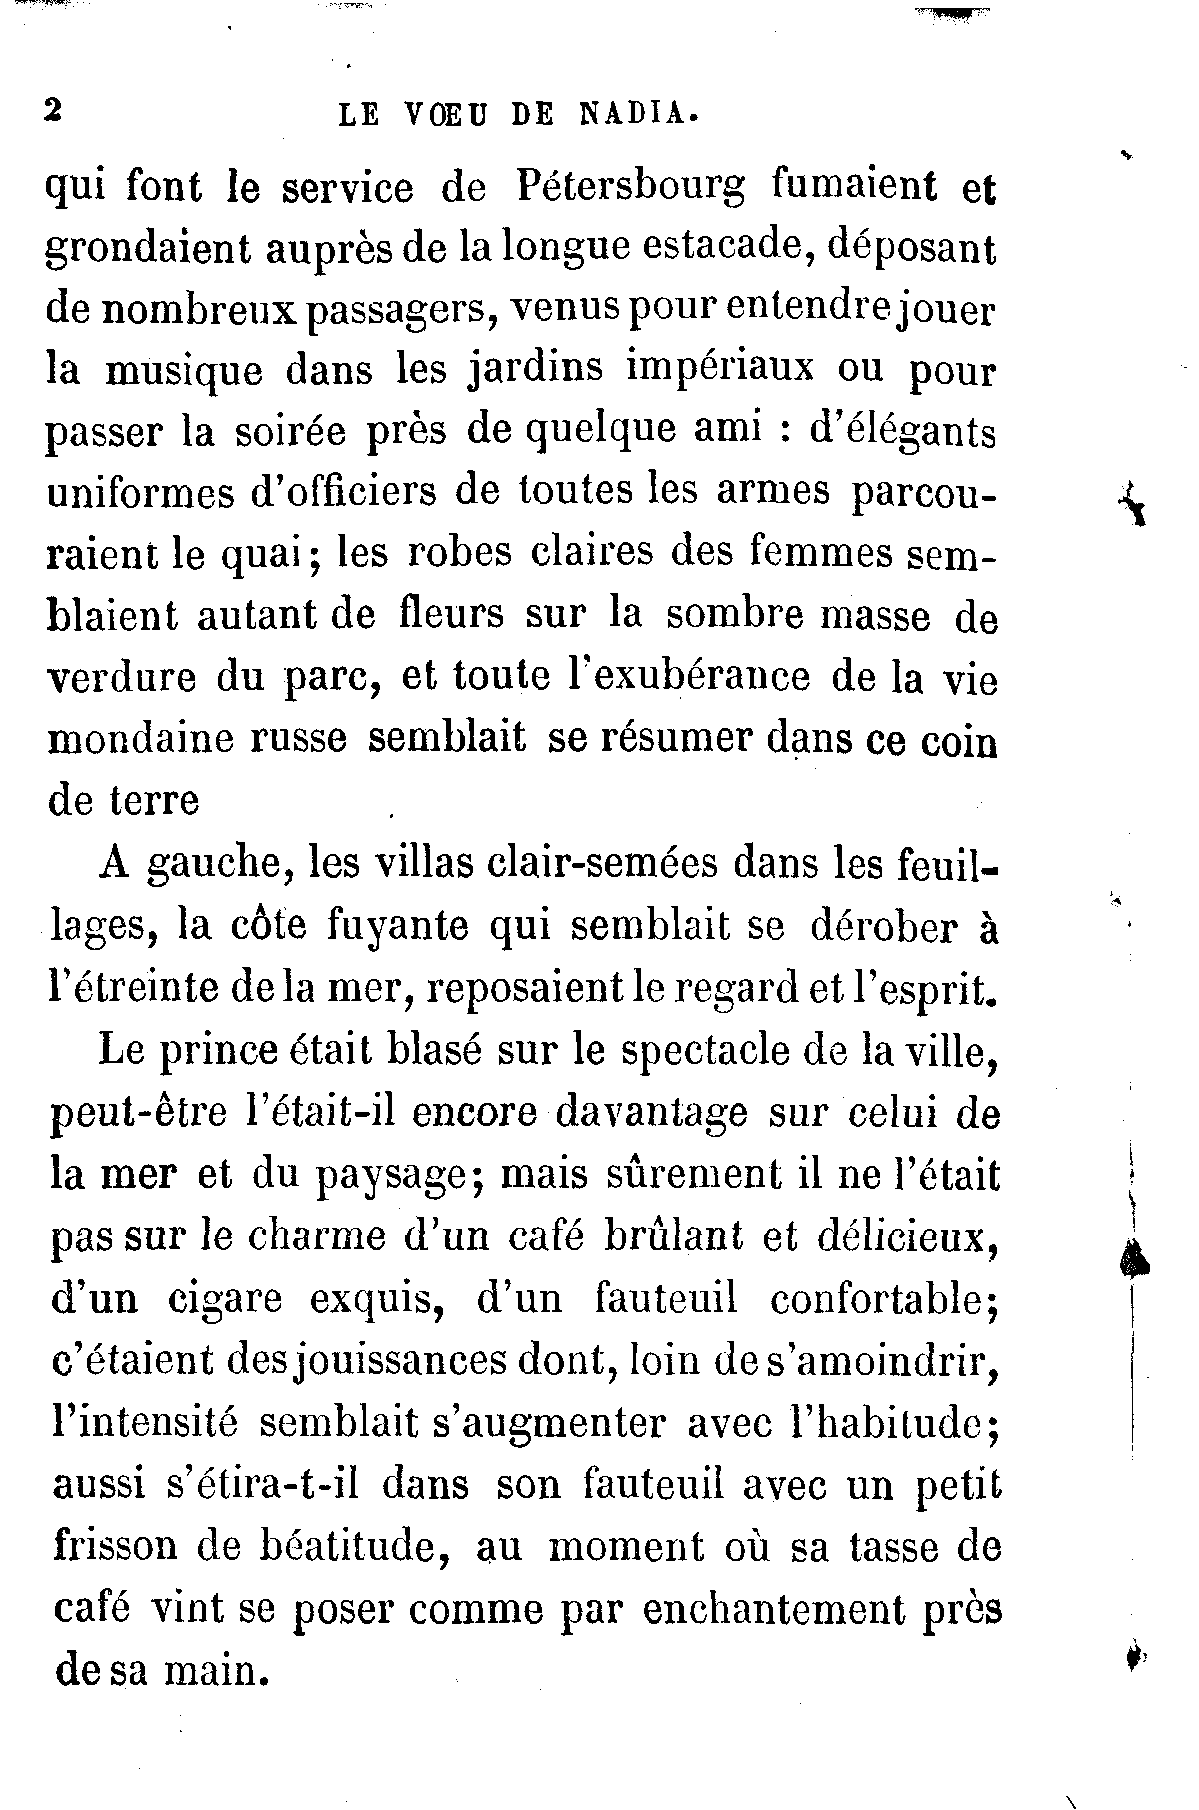 2 LE VŒU DE NADIA.
qui font le service de Pétersbourg fumaient et
grondaient auprès de la longue estacade, déposant
de nombreux passagers, venus pour entendre jouer
la musique dans les jardins impériaux ou pour
passer la soirée près de quelque ami : d'élégants
uniformes d'officiers de toutes les armes parcou-
raient le quai; les robes claires des femmes sem-
blaient autant de fleurs sur la sombre masse de
verdure du parc, et toute l'exubérance de la vie
mondaine russe semblait se résumer dans ce coin
de terre
A gauche, les villas clair-semées dans les feuil-
lages, la côte fuyante qui semblait se dérober à
l'étreinte de la mer, reposaient le regard et l'esprit.
Le prince était blasé sur le spectacle de la ville,
peut-être l'était-il encore davantage sur celui de
la mer et du paysage; mais sûrement il ne l'était
pas sur le charme d'un café brûlant et délicieux,
d'un cigare exquis, d'un fauteuil confortable;
c'étaient des jouissances dont, loin de s'amoindrir,
l'intensité semblait s'augmenter avec l'habitude;
aussi s'étira-t-il dans son fauteuil avec un petit
frisson de béatitude, au moment où sa tasse de
café vint se poser comme par enchantement près
de sa main.